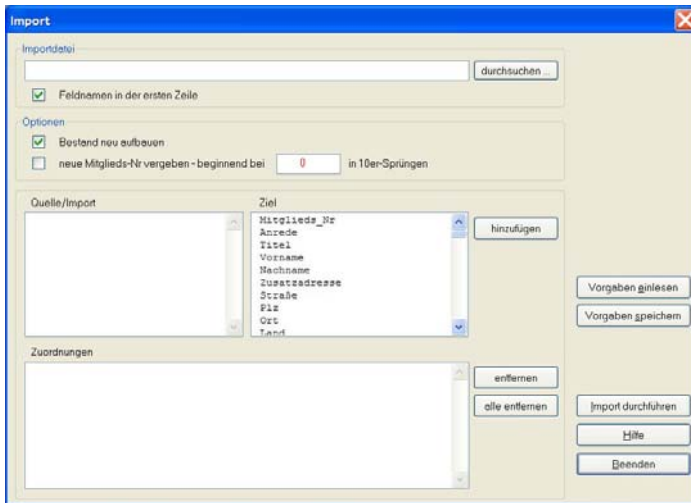 Import
Importdatei
durchsuchen ...
Feldnamen in der ersten Zeile
Optionen
Bestand neu aufbauen
neue Mitglieds-Nr vergeben - beginnend bei 0 in 10er-Sprüngen
Quelle/Import Ziel
Mitglieds_Nr
Anrede
Titel
Vorname
Nachname
Zusatzadresse
Straße
Plz
Ort
Land
hinzufügen
Vorgaben einlesen
Vorgaben speichern
Zuordnungen
entfernen
alle entfernen
Import durchführen
Hilfe
Beenden